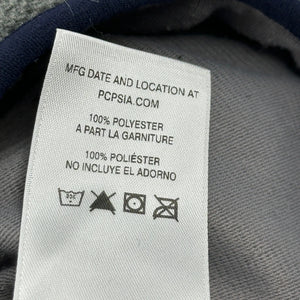 MFG DATE AND LOCATION AT
PCPSIA.COM
100% POLYESTER
A PART LA GARNITURE
100% POLIÉSTER
NO INCLUYE EL ADORNO